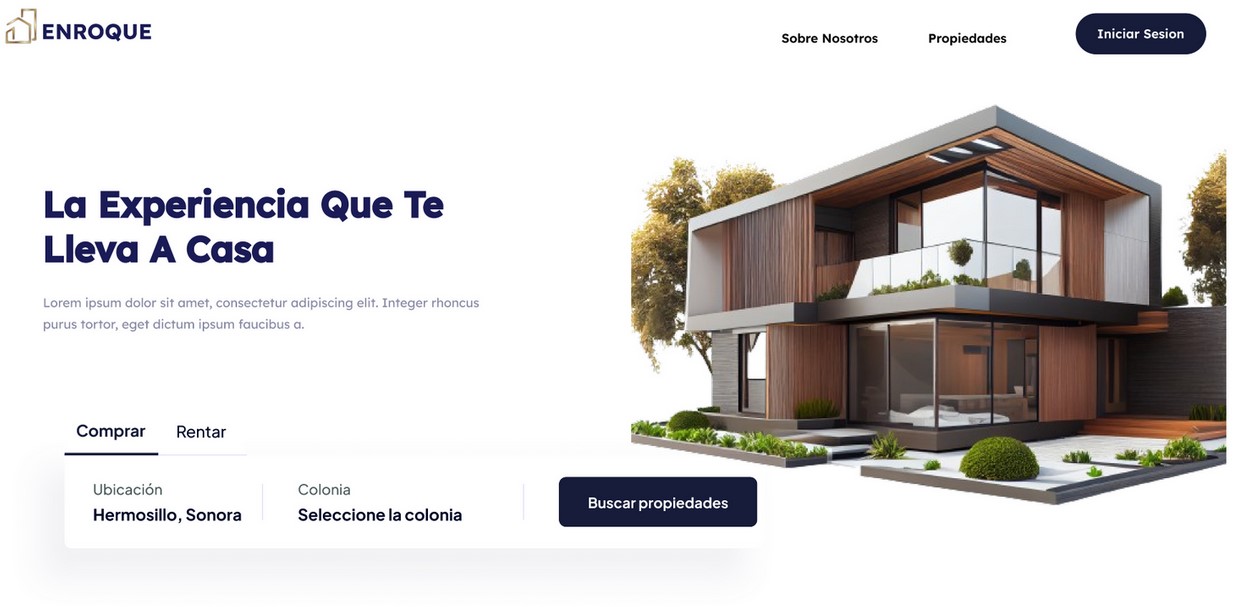 ENROQUE
Sobre Nosotros
Propiedades
Iniciar Sesion
La Experiencia Que Te
Lleva A Casa
Lorem ipsum dolor sit amet, consectetur adipiscing elit. Integer rhoncus
purus tortor, eget dictum ipsum faucibus a.
Comprar
Rentar
Ubicación
Hermosillo, Sonora
Colonia
Seleccione la colonia
Buscar propiedades